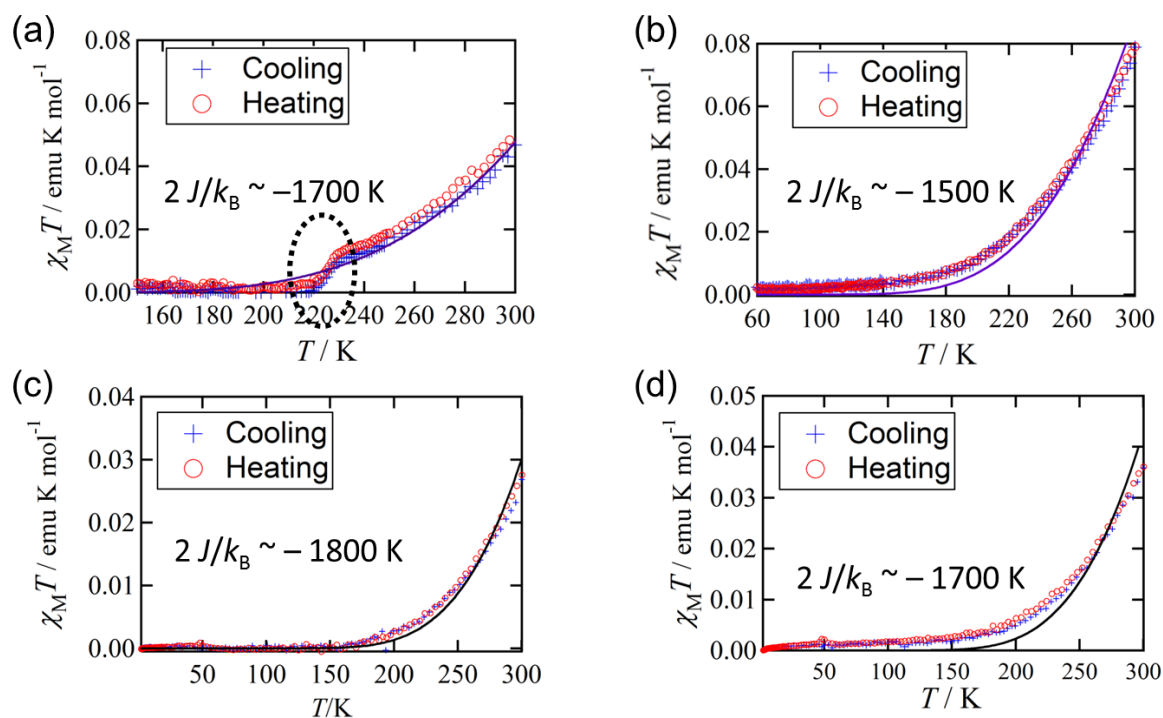 (a)
0.08
0.06
0.04
0.02
0.00
χMT / emu K mol−1
Cooling
Heating
2 J/kB ~ −1700 K
160 180 200 220 240 260 280 300
T / K
(b)
0.08
0.06
0.04
0.02
0.00
χMT / emu K mol−1
Cooling
Heating
2 J/kB ~ − 1500 K
60 100 140 180 220 260 300
T / K
(c)
0.04
0.03
0.02
0.01
0.00
χMT / emu K mol−1
Cooling
Heating
2 J/kB ~ − 1800 K
50 100 150 200 250 300
T/K
(d)
0.05
0.04
0.03
0.02
0.01
0.00
χMT / emu K mol−1
Cooling
Heating
2 J/kB ~ − 1700 K
50 100 150 200 250 300
T / K